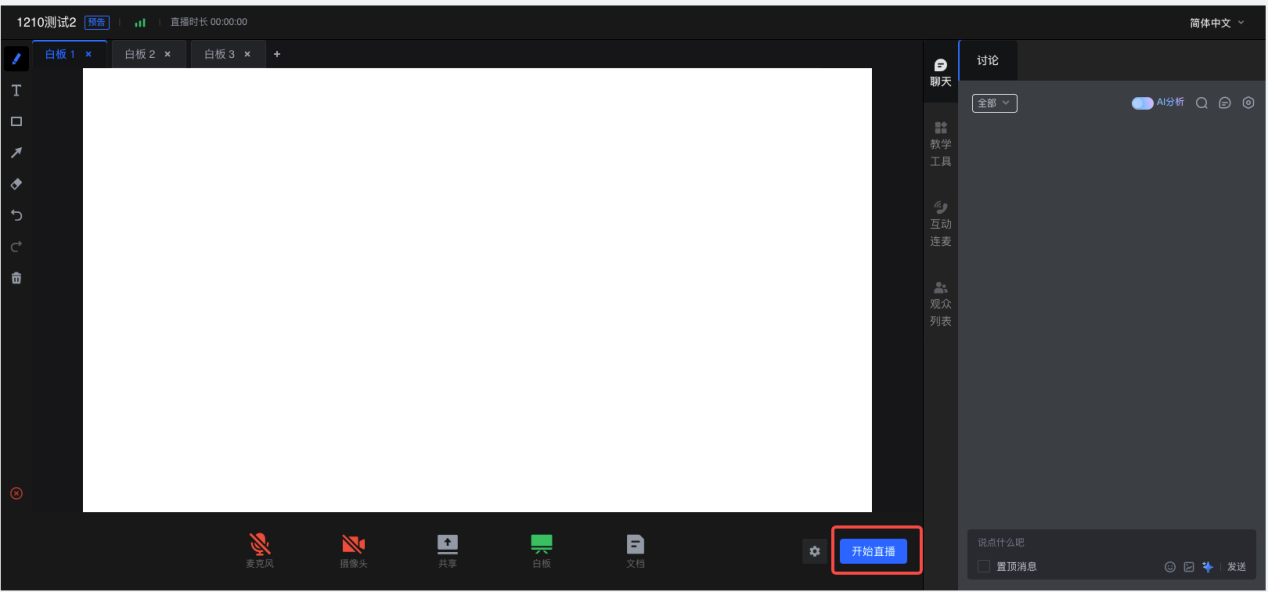 1210测试2 预告 直播时长 00:00:00 简体中文
白板 1 × 白板 2 × 白板 3 × +
T
聊天
教学
工具
互动
连麦
观众
列表
讨论
全部 AI分析
麦克风 摄像头 共享 白板 文档 开始直播
说点什么吧
置顶消息 发送